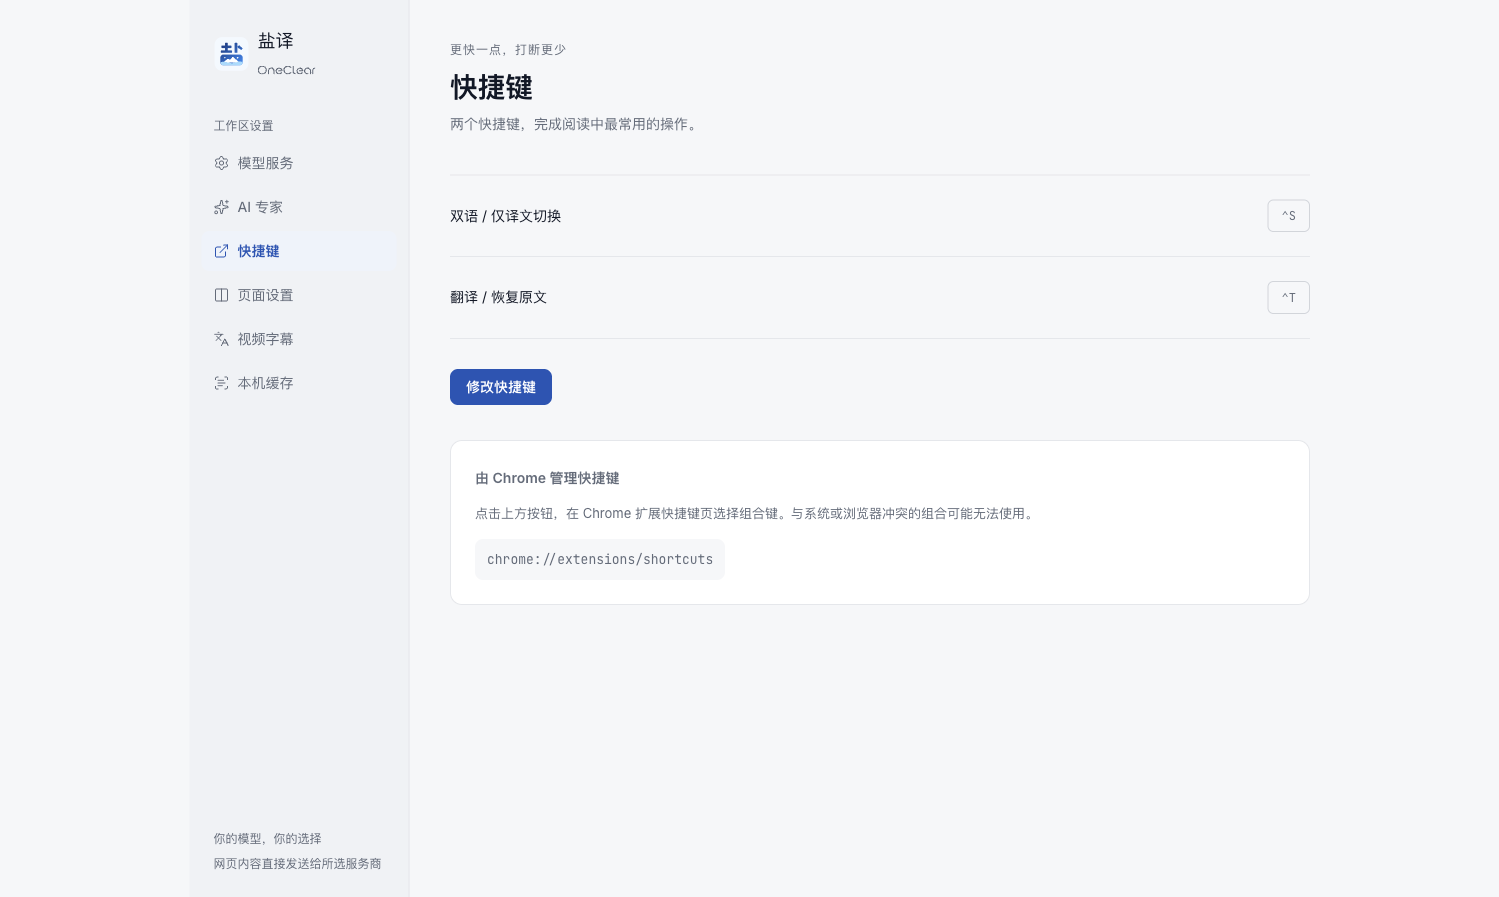 盐译
OneClear
工作区设置
模型服务
AI 专家
快捷键
页面设置
视频字幕
本机缓存
你的模型，你的选择
网页内容直接发送给所选服务商
更快一点，打断更少
快捷键
两个快捷键，完成阅读中最常用的操作。
双语 / 仅译文切换
^S
翻译 / 恢复原文
^T
修改快捷键
由 Chrome 管理快捷键
点击上方按钮，在 Chrome 扩展快捷键页选择组合键。与系统或浏览器冲突的组合可能无法使用。
chrome://extensions/shortcuts